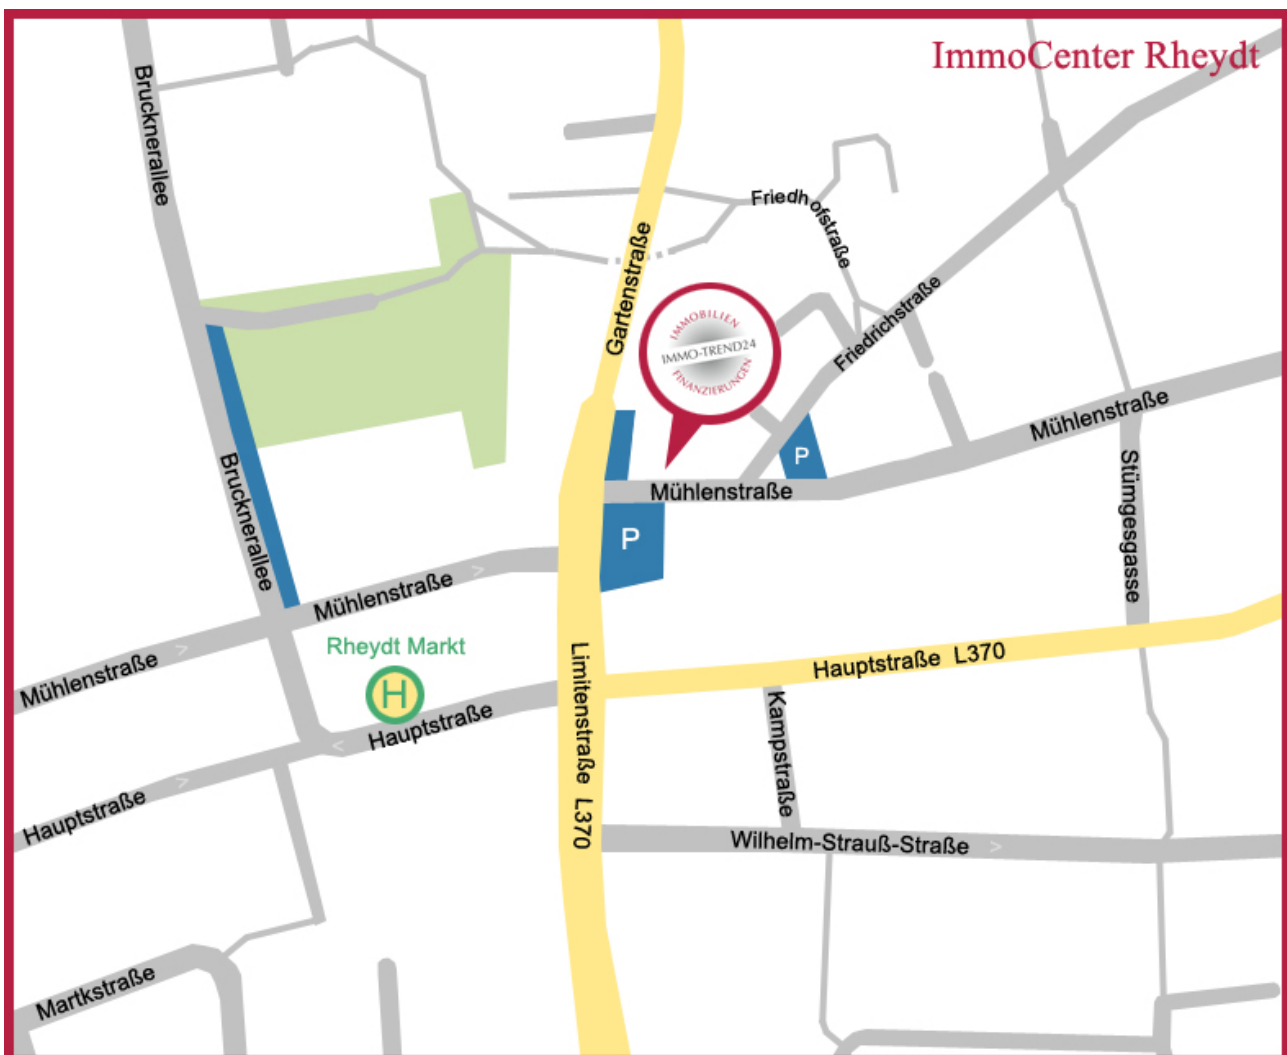 ImmoCenter Rheydt
Brucknerallee
Friedhofstraße
Gartenstraße
Friedrichstraße
IMMOBILIEN
IMMO-TREND24
FINANZIERUNGEN
Mühlenstraße
P
Brucknerallee
Stümgesgasse
Mühlenstraße
P
Mühlenstraße
Mühlenstraße
Rheydt Markt
H
Hauptstraße
Hauptstraße L370
Limitenstraße L370
Kampstraße
Hauptstraße
Wilhelm-Strauß-Straße
Martkstraße